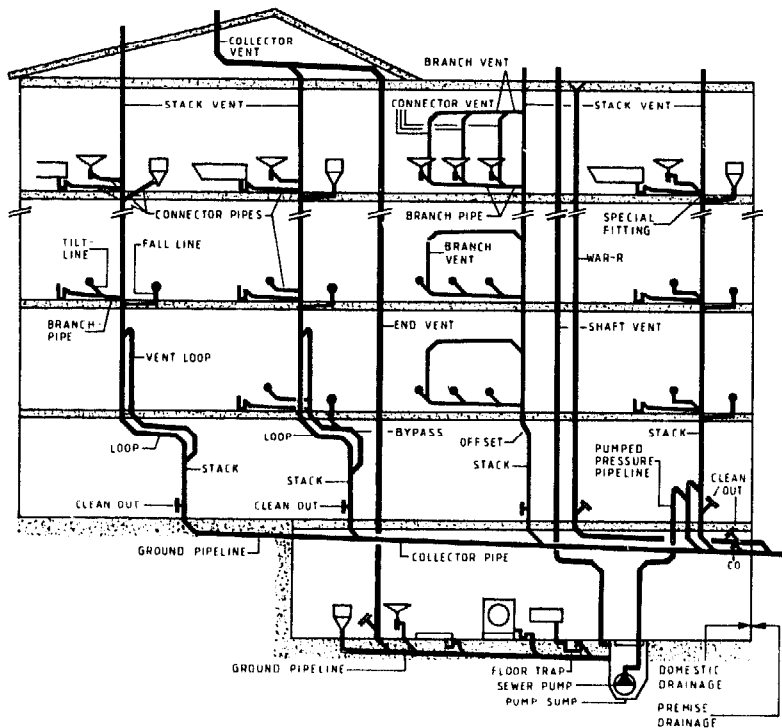 COLLECTOR
VENT
BRANCH VENT
STACK VENT
CONNECTOR VENT
STACK VENT
CONNECTOR PIPES
BRANCH PIPE
SPECIAL
FITTING
TILT-
LINE
FALL LINE
BRANCH
VENT
WAR-R
BRANCH-
PIPE
END VENT
SHAFT VENT
VENT LOOP
LOOP
LOOP
BYPASS
OFFSET
STACK
STACK
STACK
STACK
PUMPED
PRESSURE
PIPELINE
CLEAN
OUT
CLEAN OUT
CLEAN OUT
GROUND PIPELINE
COLLECTOR PIPE
CO
GROUND PIPELINE
FLOOR TRAP
SEWER PUMP
PUMP SUMP
DOMESTIC
DRAINAGE
PREMISE
DRAINAGE